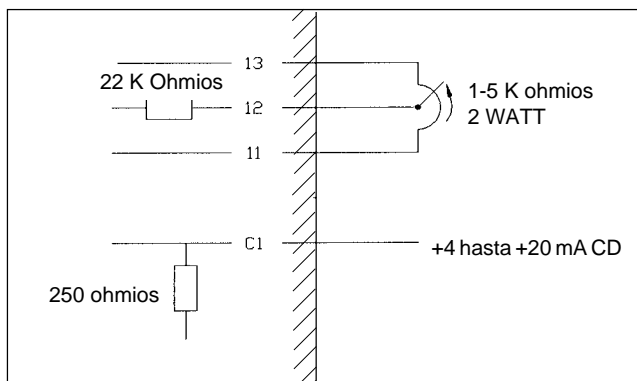 13
22 K Ohmios
12
1-5 K ohmios
2 WATT
11
C1
+4 hasta +20 mA CD
250 ohmios